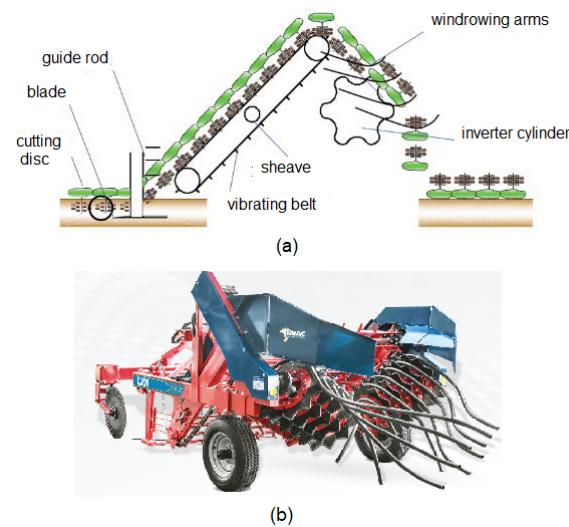 windrowing arms
guide rod
blade
cutting
disc
inverter cylinder
: sheave
vibrating belt
(a)
(b)